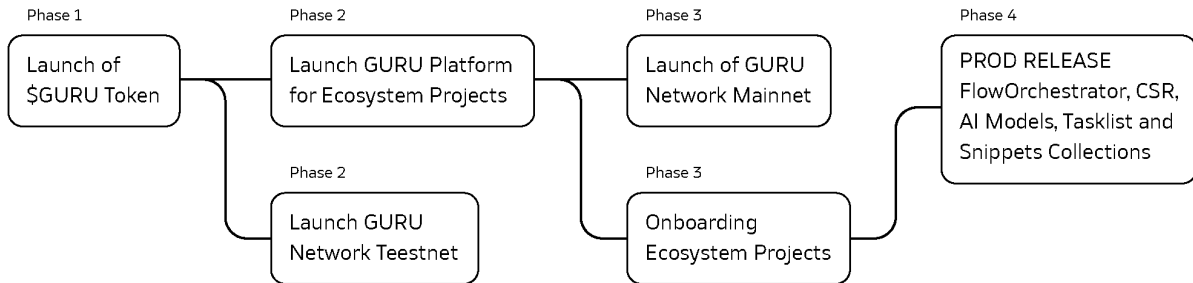 Phase 1
Launch of
$GURU Token
Phase 2
Launch GURU Platform
for Ecosystem Projects
Phase 2
Launch GURU
Network Teestnet
Phase 3
Launch of GURU
Network Mainnet
Phase 3
Onboarding
Ecosystem Projects
Phase 4
PROD RELEASE
FlowOrchestrator, CSR,
AI Models, Tasklist and
Snippets Collections